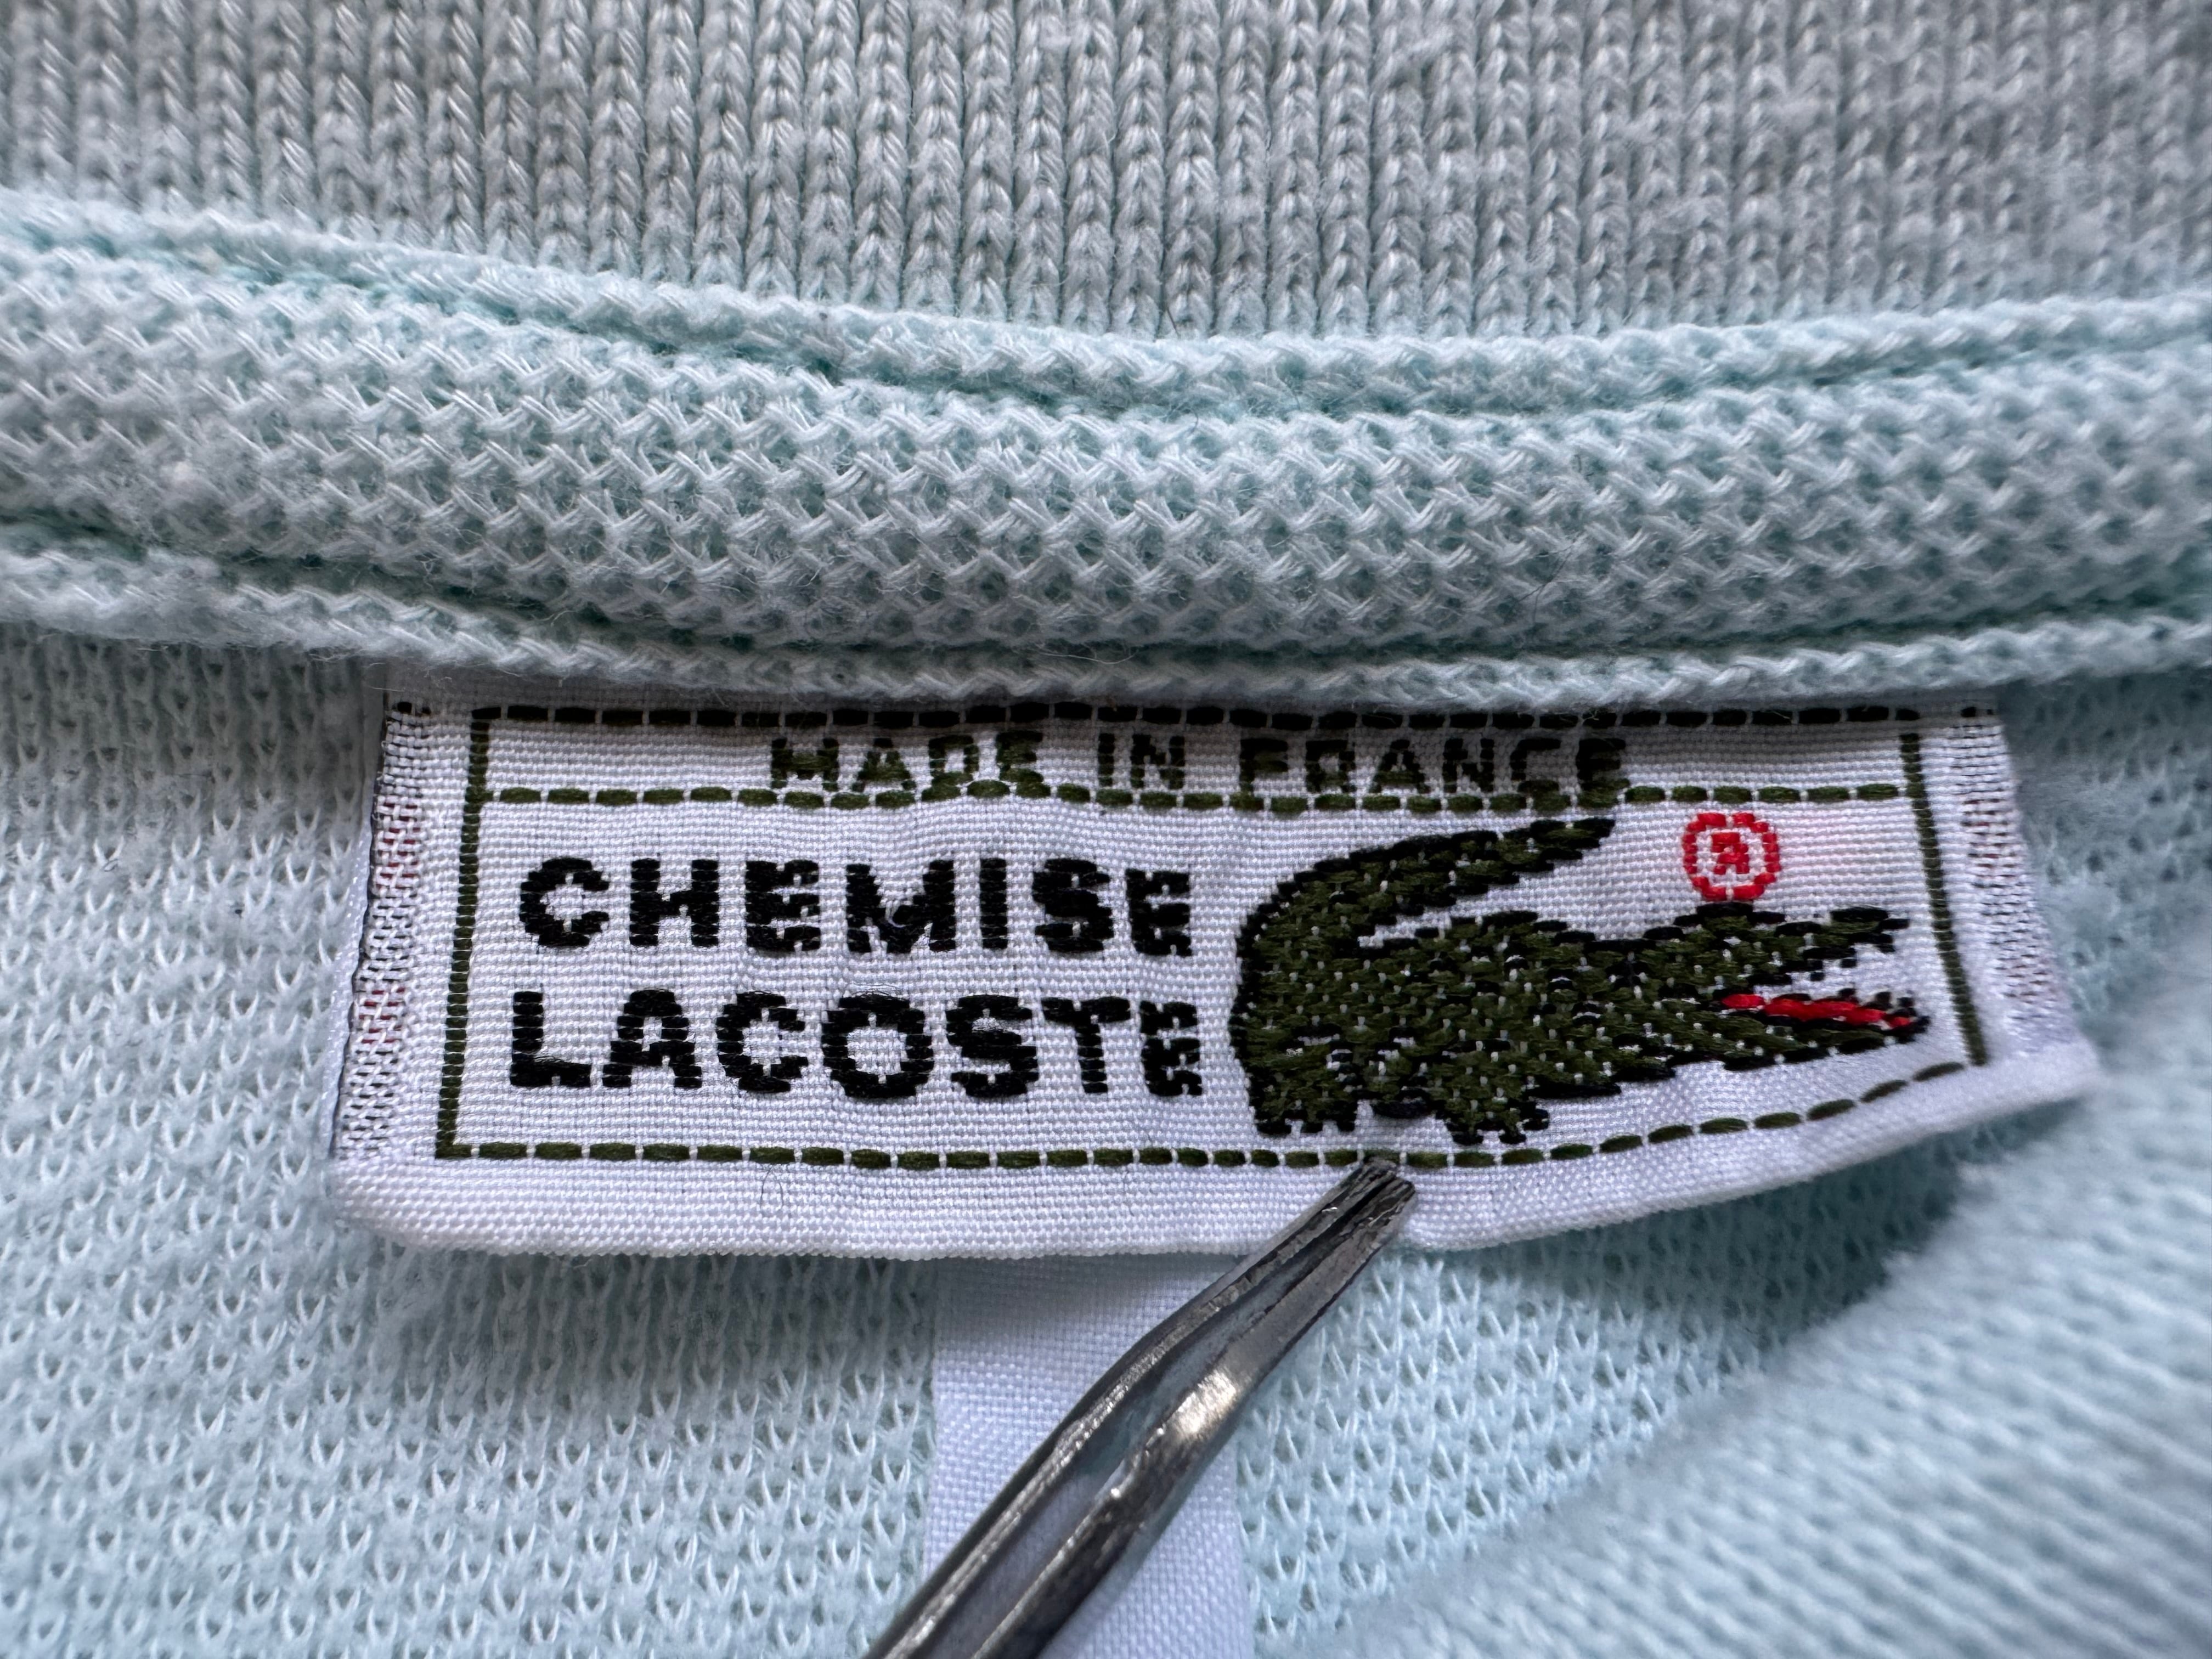 MADE IN FRANCE
®
CHEMISE
LACOSTE